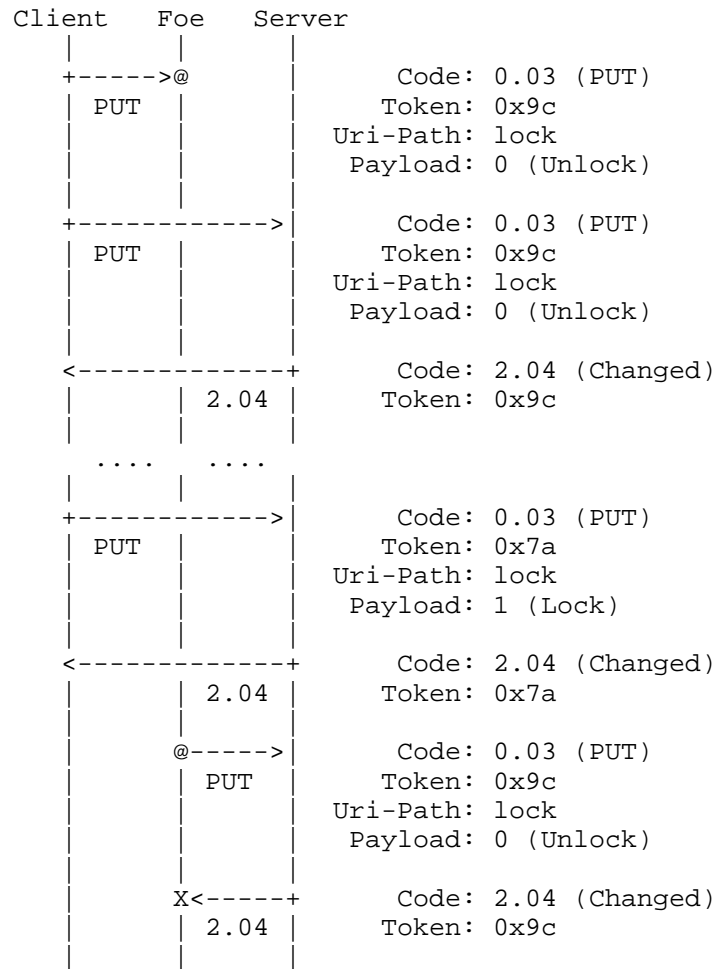 Client Foe Server
+----->@ Code: 0.03 (PUT)
PUT Token: 0x9c
Uri-Path: lock
Payload: 0 (Unlock)
+------------>| Code: 0.03 (PUT)
PUT Token: 0x9c
Uri-Path: lock
Payload: 0 (Unlock)
<-------------+ Code: 2.04 (Changed)
2.04 Token: 0x9c
.... ....
+------------>| Code: 0.03 (PUT)
PUT Token: 0x7a
Uri-Path: lock
Payload: 1 (Lock)
<-------------+ Code: 2.04 (Changed)
2.04 Token: 0x7a
@----->| Code: 0.03 (PUT)
PUT Token: 0x9c
Uri-Path: lock
Payload: 0 (Unlock)
X<-----+ Code: 2.04 (Changed)
2.04 Token: 0x9c